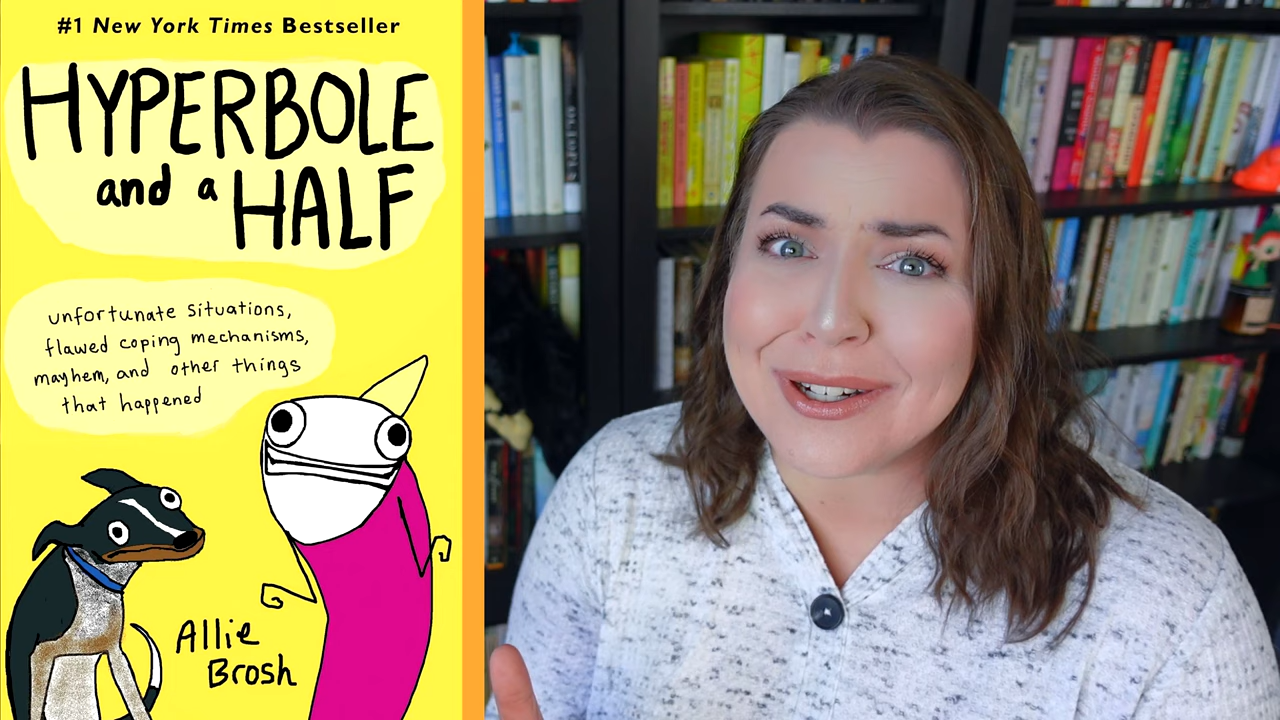 #1 New York Times Bestseller
HYPERBOLE
and a HALF
unfortunate situations,
flawed coping mechanisms,
mayhem, and other things
that happened
Allie
Brosh